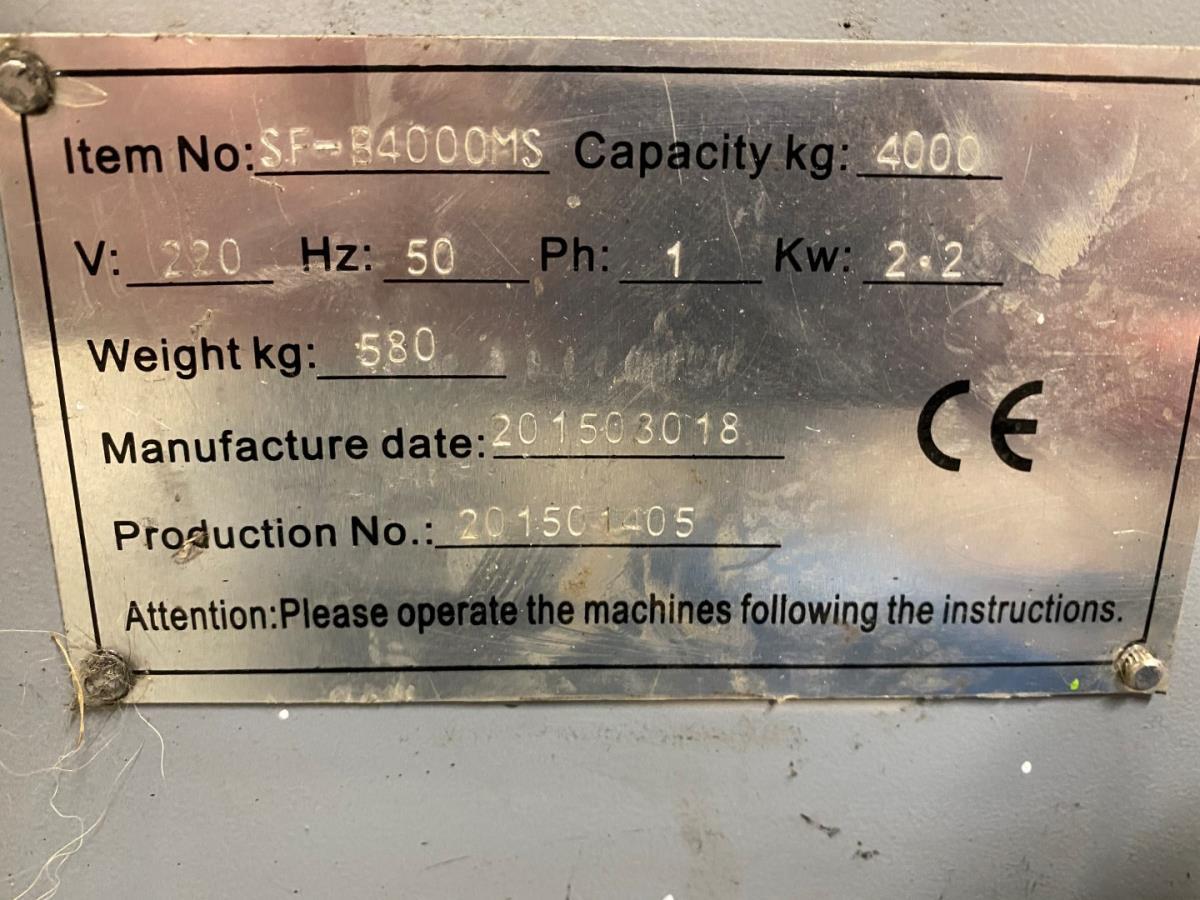 Item No: SF-B4000MS Capacity kg: 4000
V: 220 Hz: 50 Ph: 1 Kw: 2.2
Weight kg: 580
Manufacture date: 201503018
CE
Production No.: 201501405
Attention:Please operate the machines following the instructions.